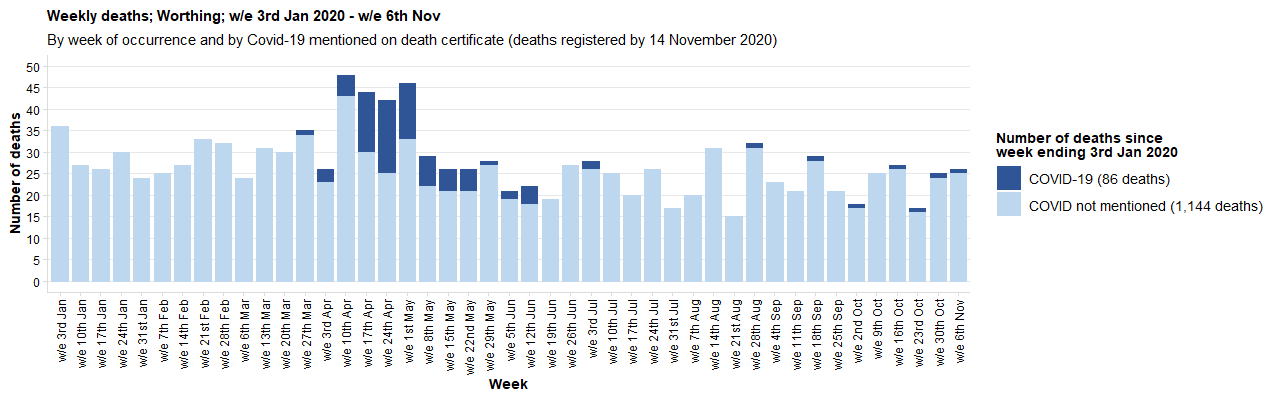 Weekly deaths; Worthing; w/e 3rd Jan 2020 - w/e 6th Nov
By week of occurrence and by Covid-19 mentioned on death certificate (deaths registered by 14 November 2020)
Number of deaths
50
45
40
35
30
25
20
15
10
5
0
w/e 3rd Jan
w/e 10th Jan
w/e 17th Jan
w/e 24th Jan
w/e 31st Jan
w/e 7th Feb
w/e 14th Feb
w/e 21st Feb
w/e 28th Feb
w/e 6th Mar
w/e 13th Mar
w/e 20th Mar
w/e 27th Mar
w/e 3rd Apr
w/e 10th Apr
w/e 17th Apr
w/e 24th Apr
w/e 1st May
w/e 8th May
w/e 15th May
w/e 22nd May
w/e 29th May
w/e 5th Jun
w/e 12th Jun
w/e 19th Jun
w/e 26th Jun
w/e 3rd Jul
w/e 10th Jul
w/e 17th Jul
w/e 24th Jul
w/e 31st Jul
w/e 7th Aug
w/e 14th Aug
w/e 21st Aug
w/e 28th Aug
w/e 4th Sep
w/e 11th Sep
w/e 18th Sep
w/e 25th Sep
w/e 2nd Oct
w/e 9th Oct
w/e 16th Oct
w/e 23rd Oct
w/e 30th Oct
w/e 6th Nov
Week
Number of deaths since
week ending 3rd Jan 2020
COVID-19 (86 deaths)
COVID not mentioned (1,144 deaths)